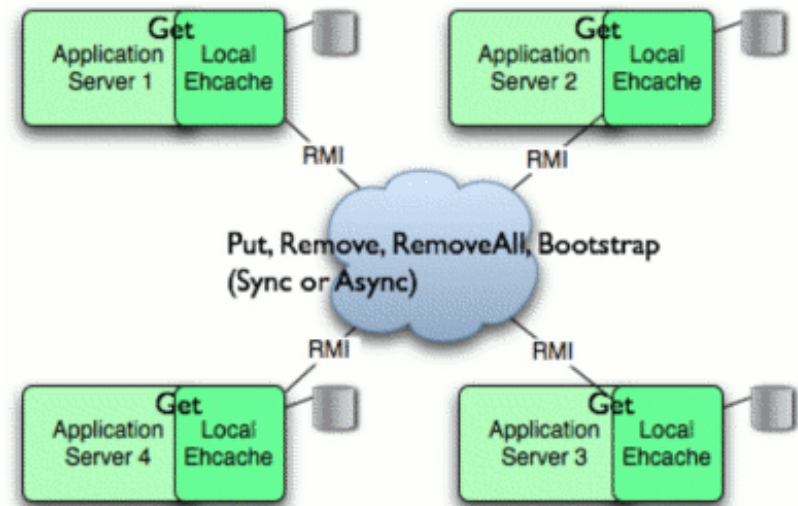 Get
Application
Server 1
Local
Ehcache
Get
Application
Server 2
Local
Ehcache
RMI
RMI
Put, Remove, RemoveAll, Bootstrap
(Sync or Async)
RMI
RMI
Get
Application
Server 4
Local
Ehcache
Get
Application
Server 3
Local
Ehcache